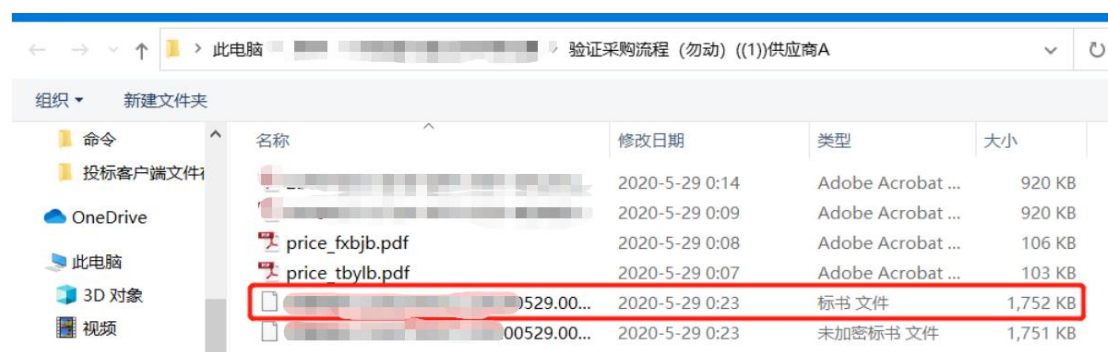 此电脑 验证采购流程（勿动）((1))供应商A
组织 新建文件夹
命令
投标客户端文件
OneDrive
此电脑
3D 对象
视频
名称 修改日期 类型 大小
2020-5-29 0:14 Adobe Acrobat ... 920 KB
2020-5-29 0:09 Adobe Acrobat ... 920 KB
price_fxbjb.pdf 2020-5-29 0:08 Adobe Acrobat ... 106 KB
price_tbylb.pdf 2020-5-29 0:07 Adobe Acrobat ... 103 KB
0529.00... 2020-5-29 0:23 标书 文件 1,752 KB
00529.00... 2020-5-29 0:23 未加密标书 文件 1,751 KB